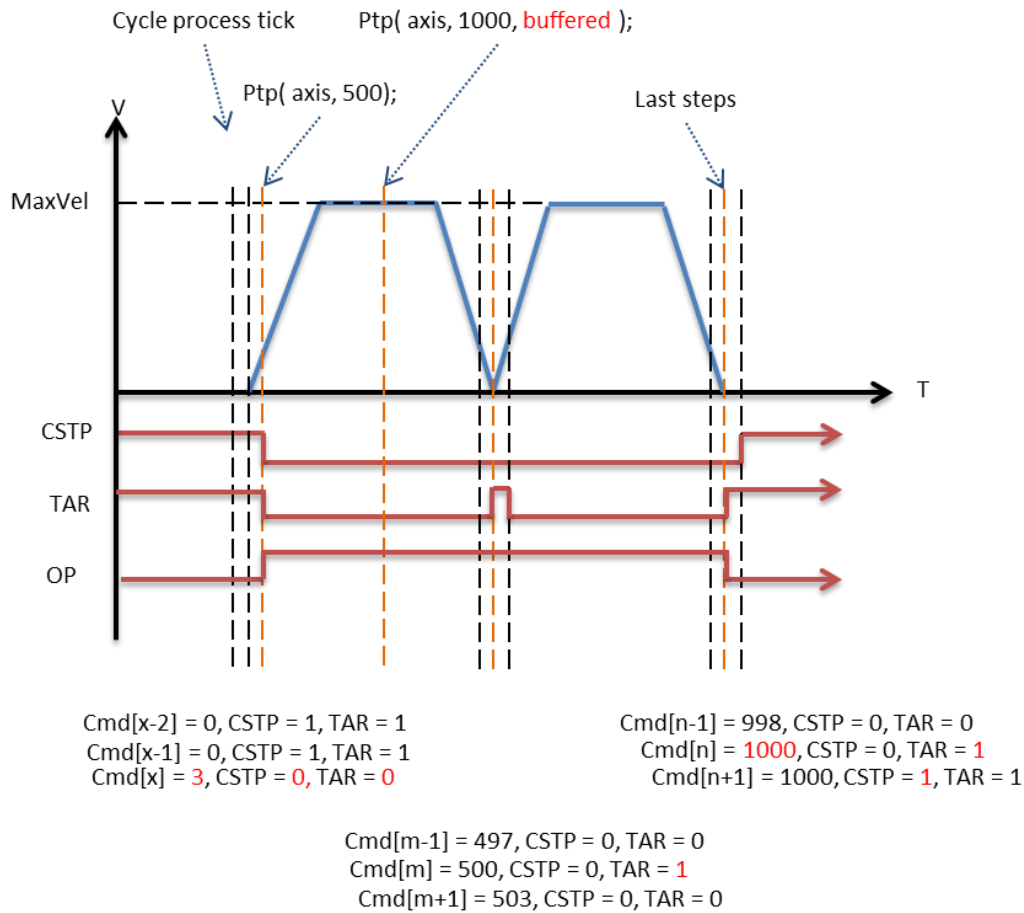 Cycle process tick
Ptp( axis, 1000, buffered );
Ptp( axis, 500);
Last steps
V
MaxVel
T
CSTP
TAR
OP
Cmd[x-2] = 0, CSTP = 1, TAR = 1
Cmd[x-1] = 0, CSTP = 1, TAR = 1
Cmd[x] = 3, CSTP = 0, TAR = 0
Cmd[n-1] = 998, CSTP = 0, TAR = 0
Cmd[n] = 1000, CSTP = 0, TAR = 1
Cmd[n+1] = 1000, CSTP = 1, TAR = 1
Cmd[m-1] = 497, CSTP = 0, TAR = 0
Cmd[m] = 500, CSTP = 0, TAR = 1
Cmd[m+1] = 503, CSTP = 0, TAR = 0